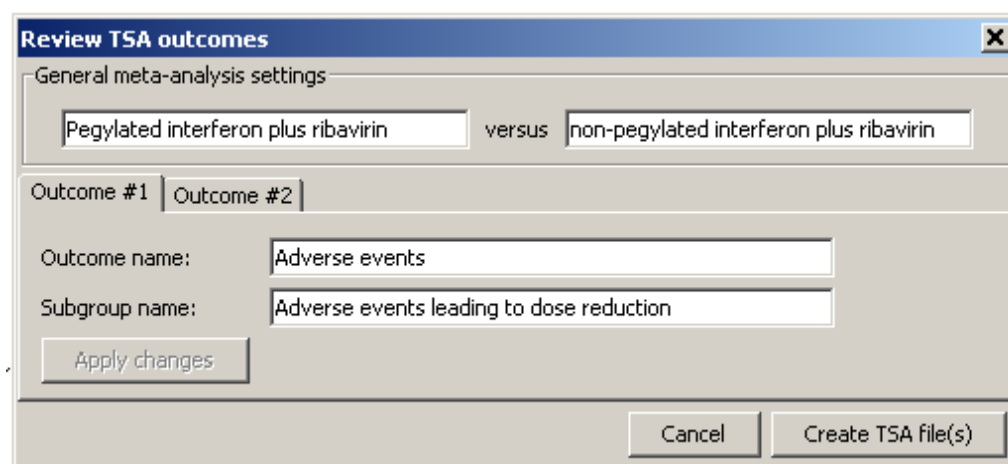 Review TSA outcomes
General meta-analysis settings
Pegylated interferon plus ribavirin versus non-pegylated interferon plus ribavirin
Outcome #1 Outcome #2
Outcome name: Adverse events
Subgroup name: Adverse events leading to dose reduction
Apply changes
Cancel Create TSA file(s)